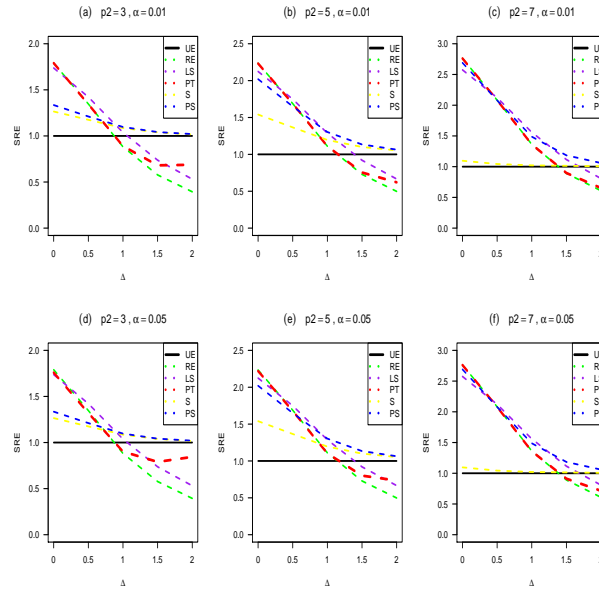 (a) p2 = 3 , α = 0.01
SRE
2.0
1.5
1.0
0.5
0.0
0 0.5 1 1.5 2
Δ
UE
RE
LS
PT
S
PS
(b) p2 = 5 , α = 0.01
SRE
2.5
2.0
1.5
1.0
0.5
0.0
0 0.5 1 1.5 2
Δ
UE
RE
LS
PT
S
PS
(c) p2 = 7 , α = 0.01
SRE
3.0
2.5
2.0
1.5
1.0
0.5
0.0
0 0.5 1 1.5 2
Δ
U
RE
LS
P
S
P
(d) p2 = 3 , α = 0.05
SRE
2.0
1.5
1.0
0.5
0.0
0 0.5 1 1.5 2
Δ
UE
RE
LS
PT
S
PS
(e) p2 = 5 , α = 0.05
SRE
2.5
2.0
1.5
1.0
0.5
0.0
0 0.5 1 1.5 2
Δ
UE
RE
LS
PT
S
PS
(f) p2 = 7 , α = 0.05
SRE
3.0
2.5
2.0
1.5
1.0
0.5
0.0
0 0.5 1 1.5 2
Δ
U
RE
LS
P
S
P